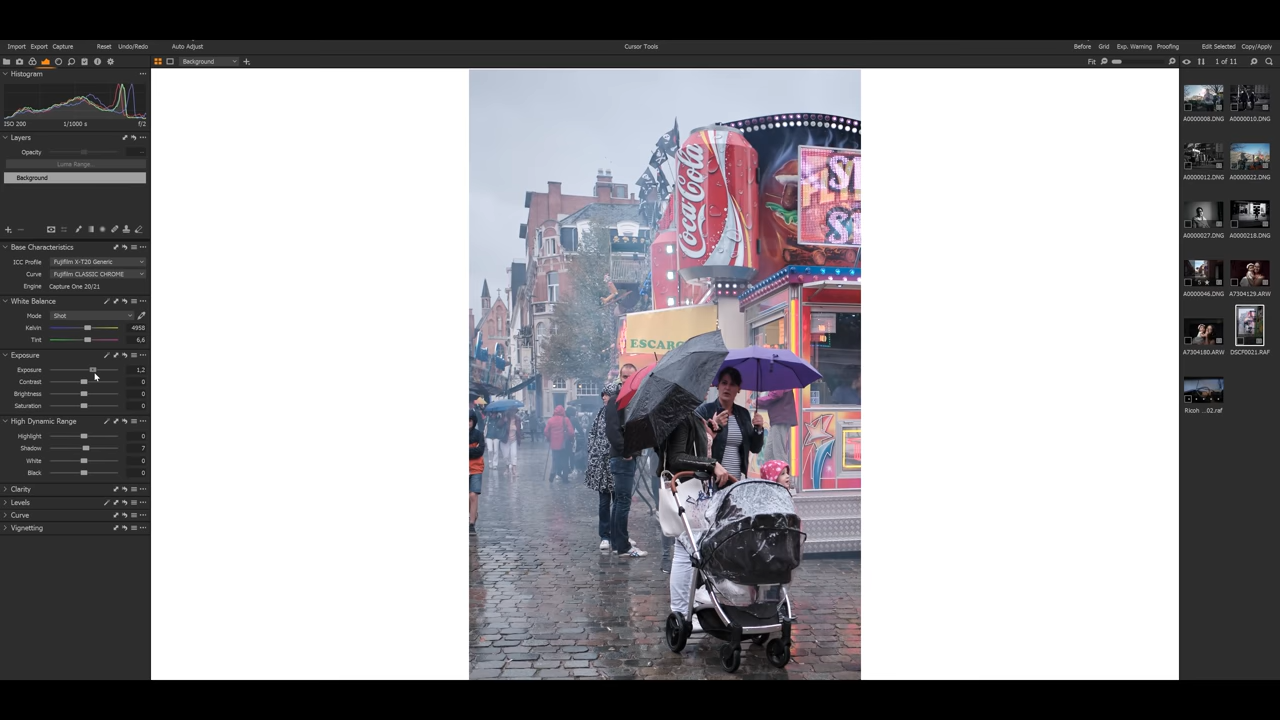 Import Export Capture Reset Undo/Redo Auto Adjust Cursor Tools Before Grid Exp. Warning Proofing Edit Selected Copy/Apply
Background Fit 1 of 11
Histogram
ISO 200 1/1000 s f/2
Layers
Opacity
Luma Range...
Background
Base Characteristics
ICC Profile Fujifilm X-T20 Generic
Curve Fujifilm CLASSIC CHROME
Engine Capture One 20/21
White Balance
Mode Shot
Kelvin 4958
Tint 6,6
Exposure
Exposure 1,2
Contrast 0
Brightness 0
Saturation 0
High Dynamic Range
Highlight 0
Shadow 7
White 0
Black 0
Clarity
Levels
Curve
Vignetting
Coca-Cola
ESCARG
A0000008.DNG A0000010.DNG
A0000012.DNG A0000022.DNG
A0000027.DNG A0000218.DNG
A0000046.DNG A7304129.ARW
A7304180.ARW DSCF0021.RAF
Ricoh ...02.raf